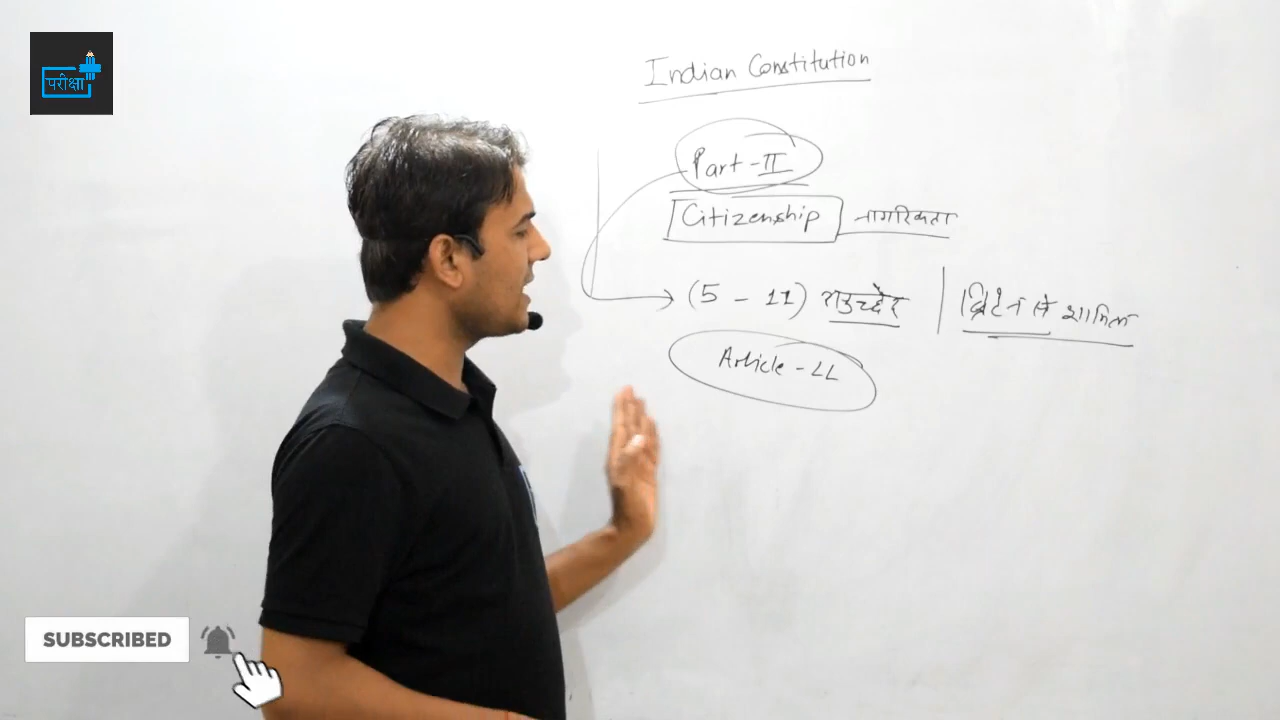 परीक्षा
Indian Constitution
Part-II
Citizenship नागरिकता
(5 - 11) अनुच्छेद | ब्रिटेन से शामिल
Article - 11
SUBSCRIBED